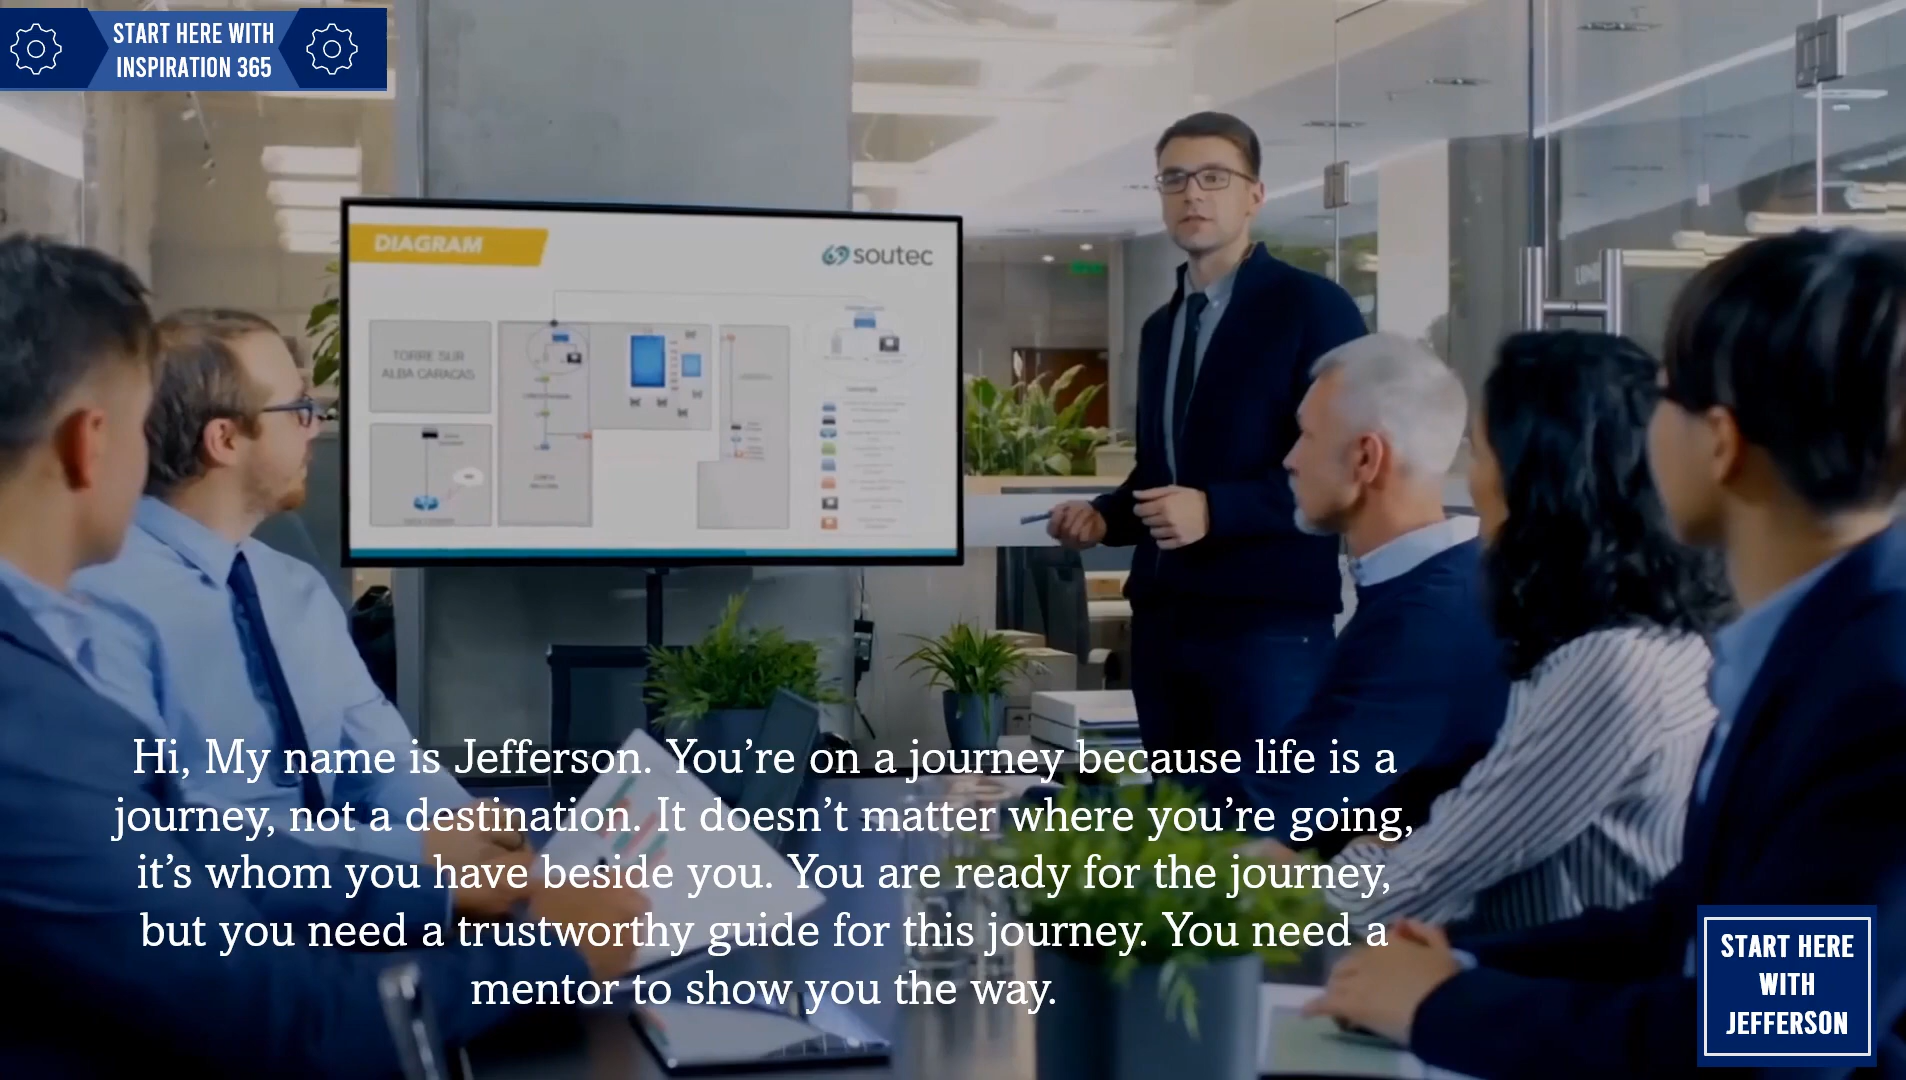 START HERE WITH
INSPIRATION 365
DIAGRAM
soutec
TORRE SUR
ALBA CARACAS
Hi, My name is Jefferson. You’re on a journey because life is a
journey, not a destination. It doesn’t matter where you’re going,
it’s whom you have beside you. You are ready for the journey,
but you need a trustworthy guide for this journey. You need a
mentor to show you the way.
START HERE
WITH
JEFFERSON